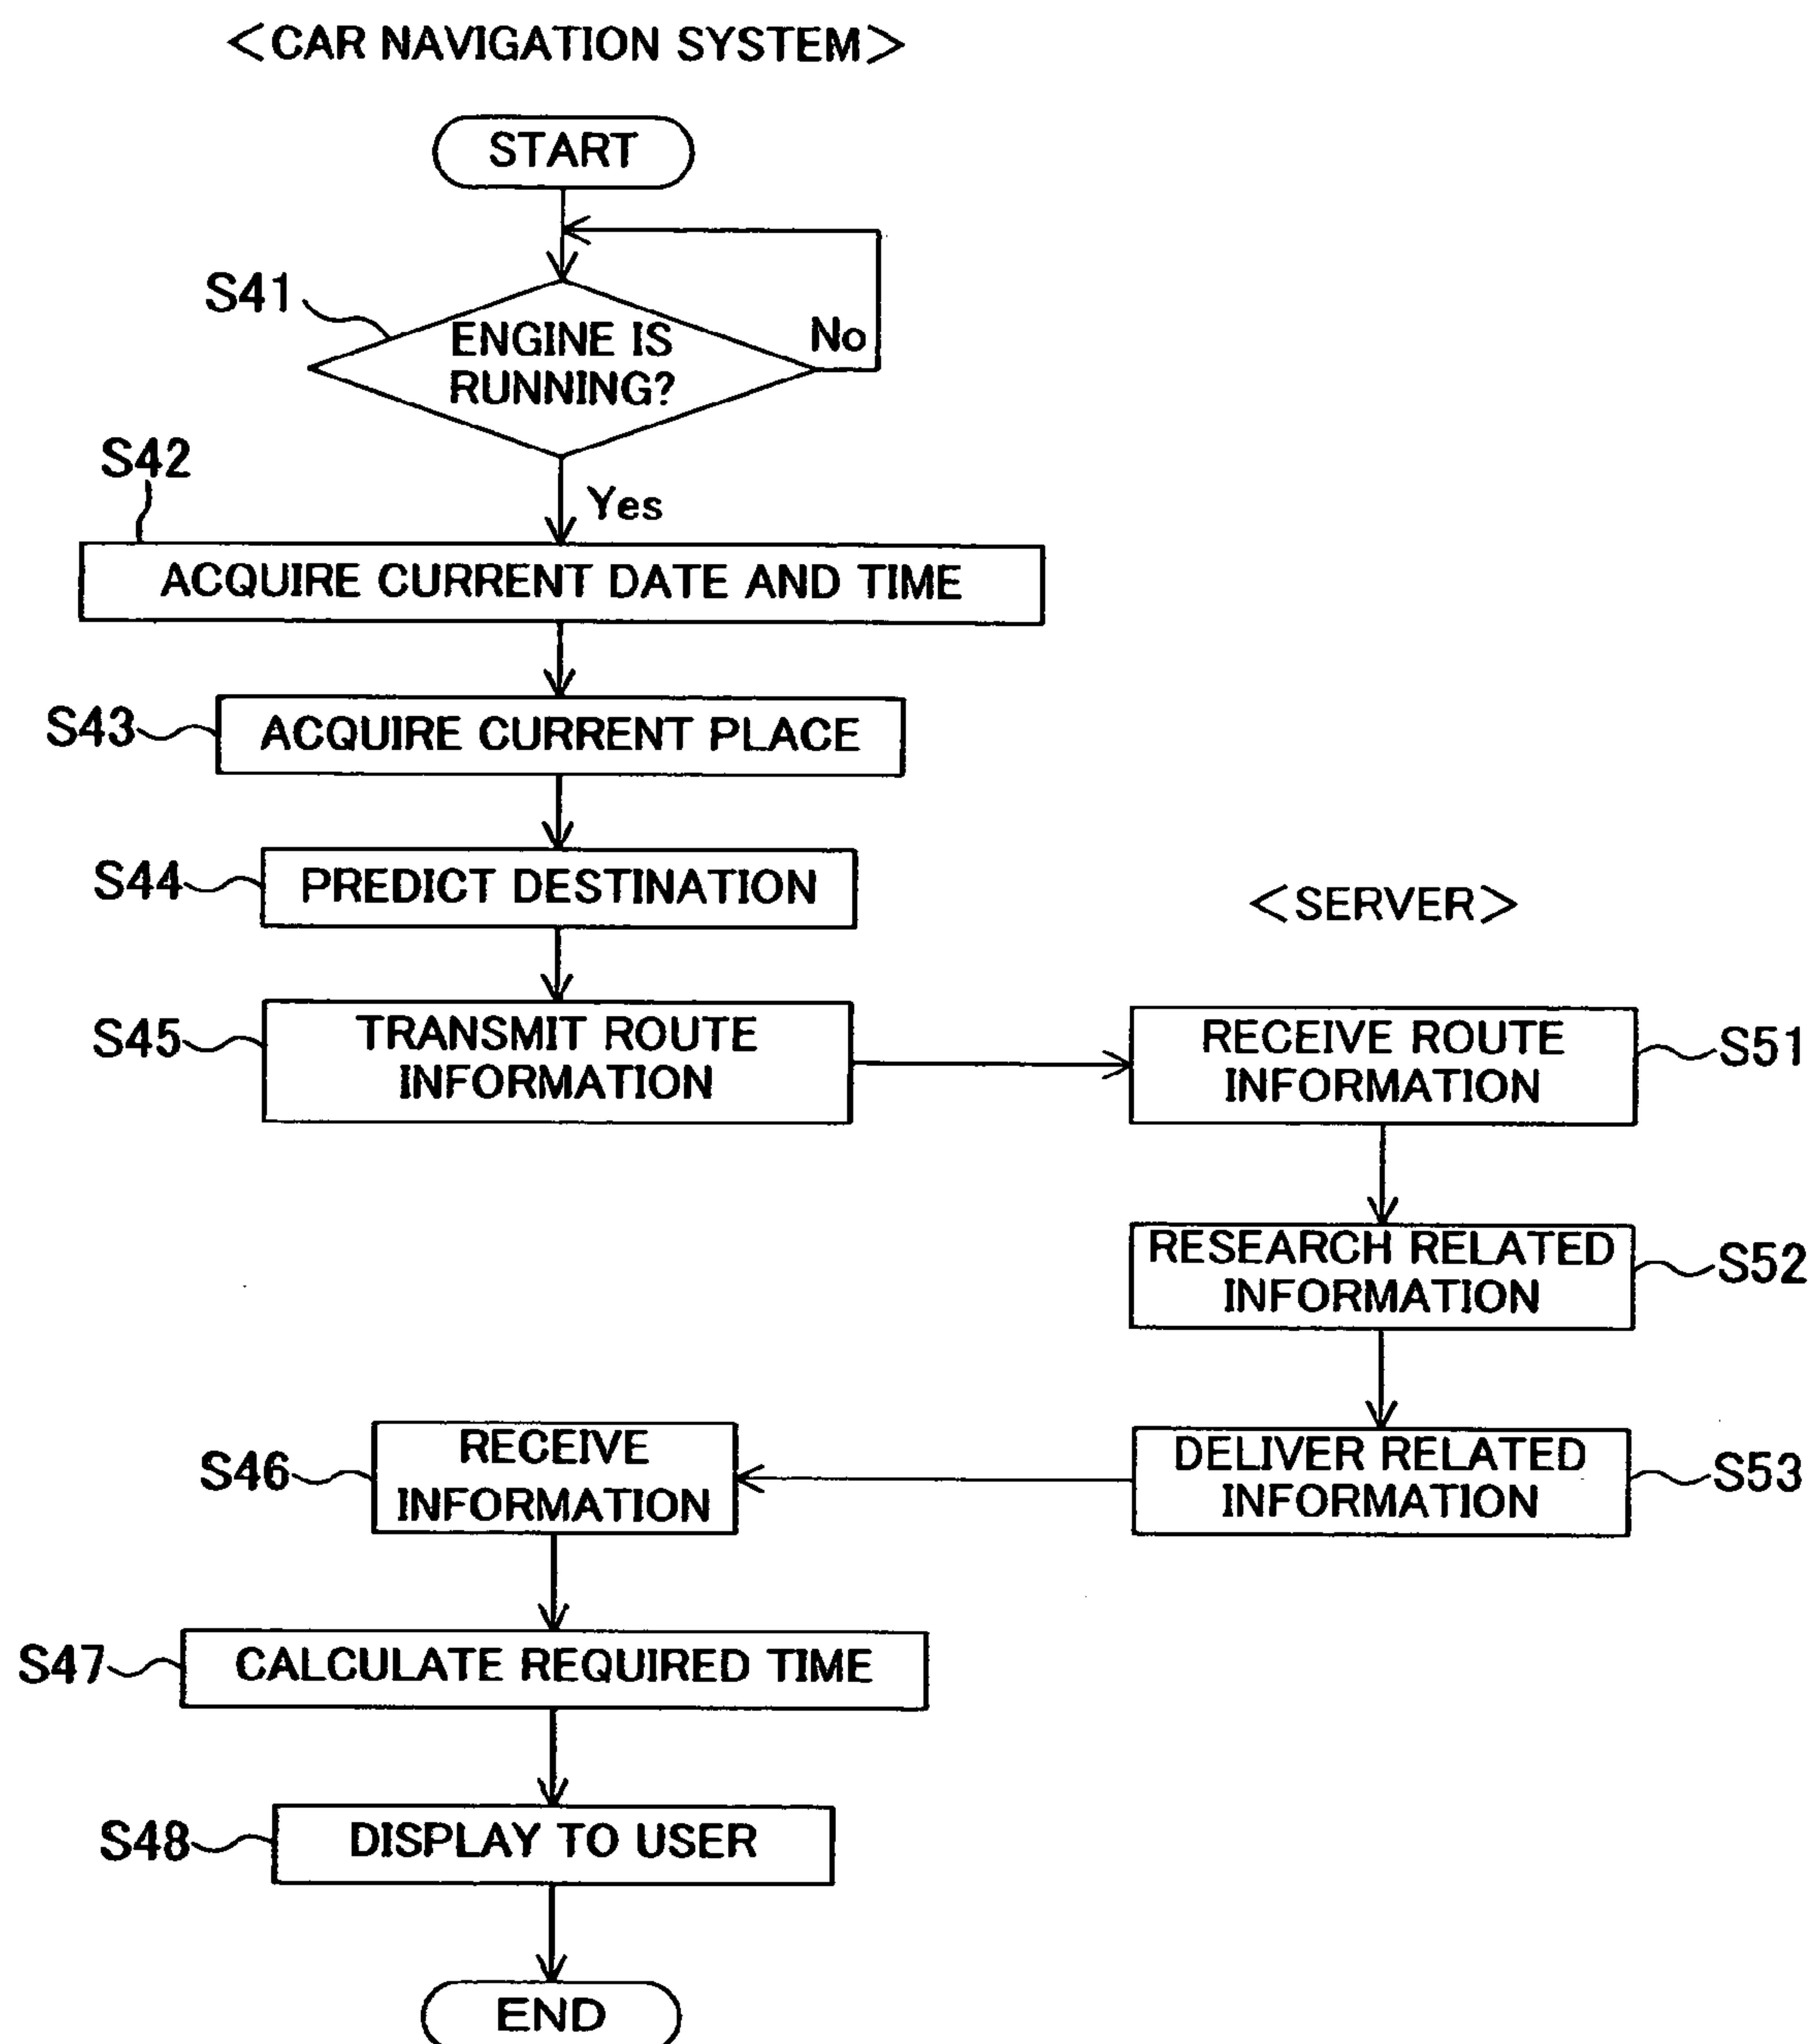 <CAR NAVIGATION SYSTEM>
START
S41
ENGINE IS
RUNNING?
No
S42
Yes
ACQUIRE CURRENT DATE AND TIME
S43
ACQUIRE CURRENT PLACE
S44
PREDICT DESTINATION
<SERVER>
S45
TRANSMIT ROUTE
INFORMATION
RECEIVE ROUTE
INFORMATION
S51
RESEARCH RELATED
INFORMATION
S52
S46
RECEIVE
INFORMATION
DELIVER RELATED
INFORMATION
S53
S47
CALCULATE REQUIRED TIME
S48
DISPLAY TO USER
END